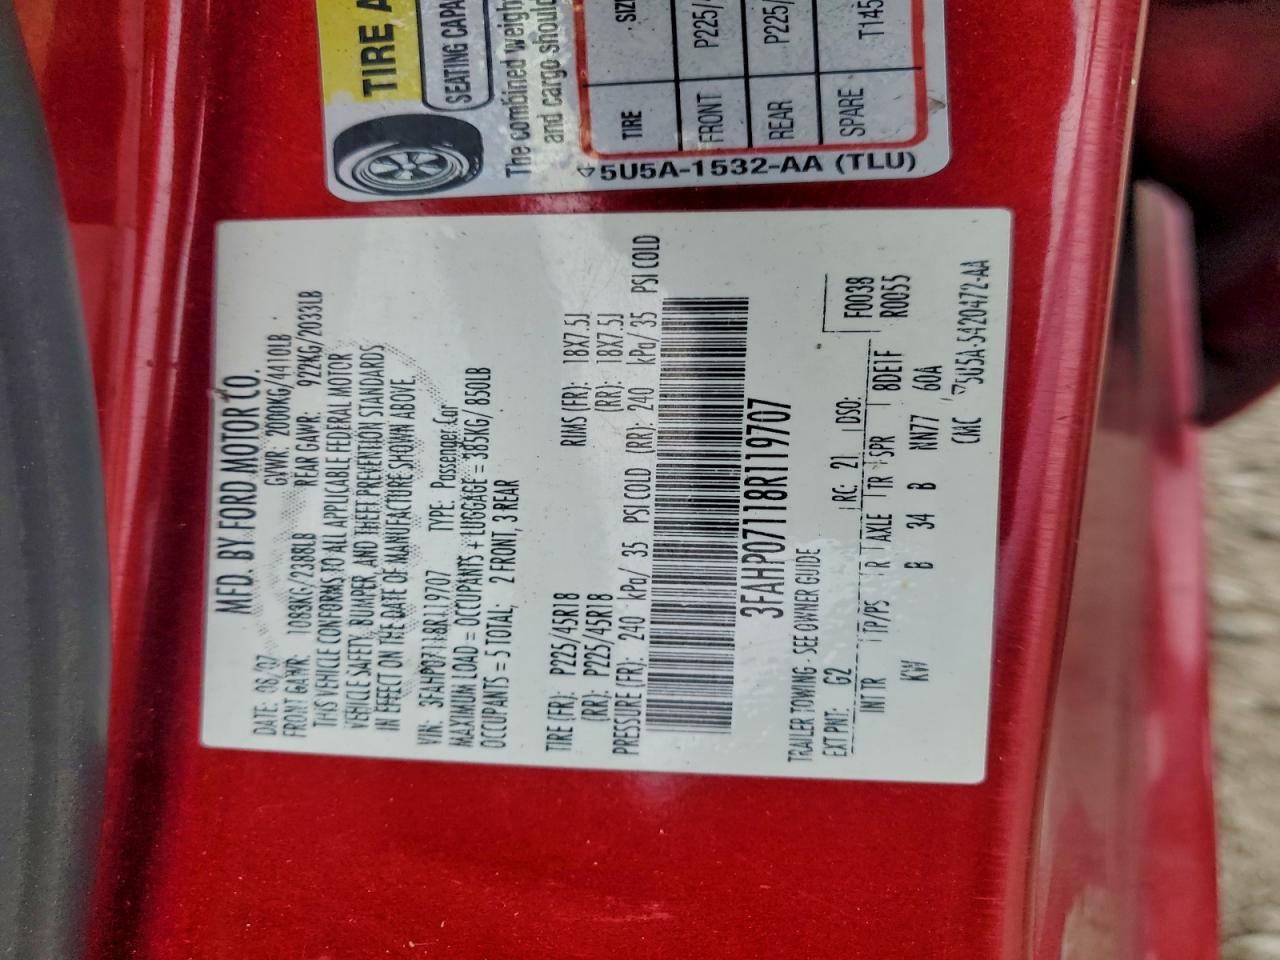 TIRE A
SEATING CAPA
The combined weigh
and cargo should
TIRE SIZ
FRONT P225/
REAR P225/
SPARE T145
5U5A-1532-AA (TLU)
MFD. BY FORD MOTOR CO.
DATE: 06/07 GVWR: 2000KG/4410LB
FRONT GAWR: 1083KG/2388LB REAR GAWR: 922KG/2033LB
THIS VEHICLE CONFORMS TO ALL APPLICABLE FEDERAL MOTOR
VEHICLE SAFETY, BUMPER, AND THEFT PREVENTION STANDARDS
IN EFFECT ON THE DATE OF MANUFACTURE SHOWN ABOVE.
VIN: 3FAHP07118R119707 TYPE: Passenger Car
MAXIMUM LOAD = OCCUPANTS + LUGGAGE = 385KG/ 850LB
OCCUPANTS = 5 TOTAL; 2 FRONT, 3 REAR
TIRE (FR): P225/45R18 RIMS (FR): 18X7.5J
(RR): P225/45R18 (RR): 18X7.5J
PRESSURE (FR): 240 kPa/ 35 PSI COLD (RR): 240 kPa/ 35 PSI COLD
3FAHP07118R119707
TRAILER TOWING - SEE OWNER GUIDE
EXT PNT: G2 RC: 21 DSO: F0038
INT TR TP/PS R AXLE TR SPR BDE1F R0055
KW B 34 B NN77 60A
CMC 5U5A-5420472-AA